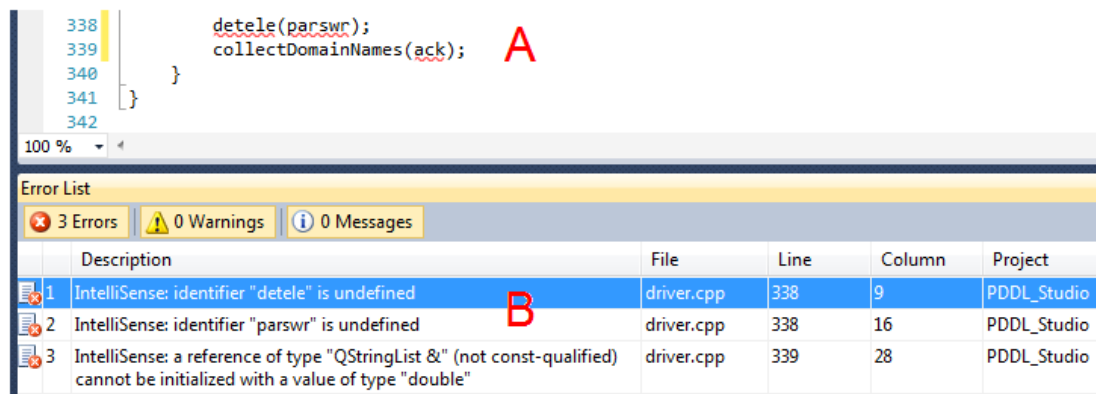 338 detele(parswr);
339 collectDomainNames(ack);
A
340 }
341 }
342
100 %
Error List
3 Errors 0 Warnings 0 Messages
Description File Line Column Project
1 IntelliSense: identifier "detele" is undefined driver.cpp 338 9 PDDL_Studio
B
2 IntelliSense: identifier "parswr" is undefined driver.cpp 338 16 PDDL_Studio
3 IntelliSense: a reference of type "QStringList &" (not const-qualified) driver.cpp 339 28 PDDL_Studio
cannot be initialized with a value of type "double"